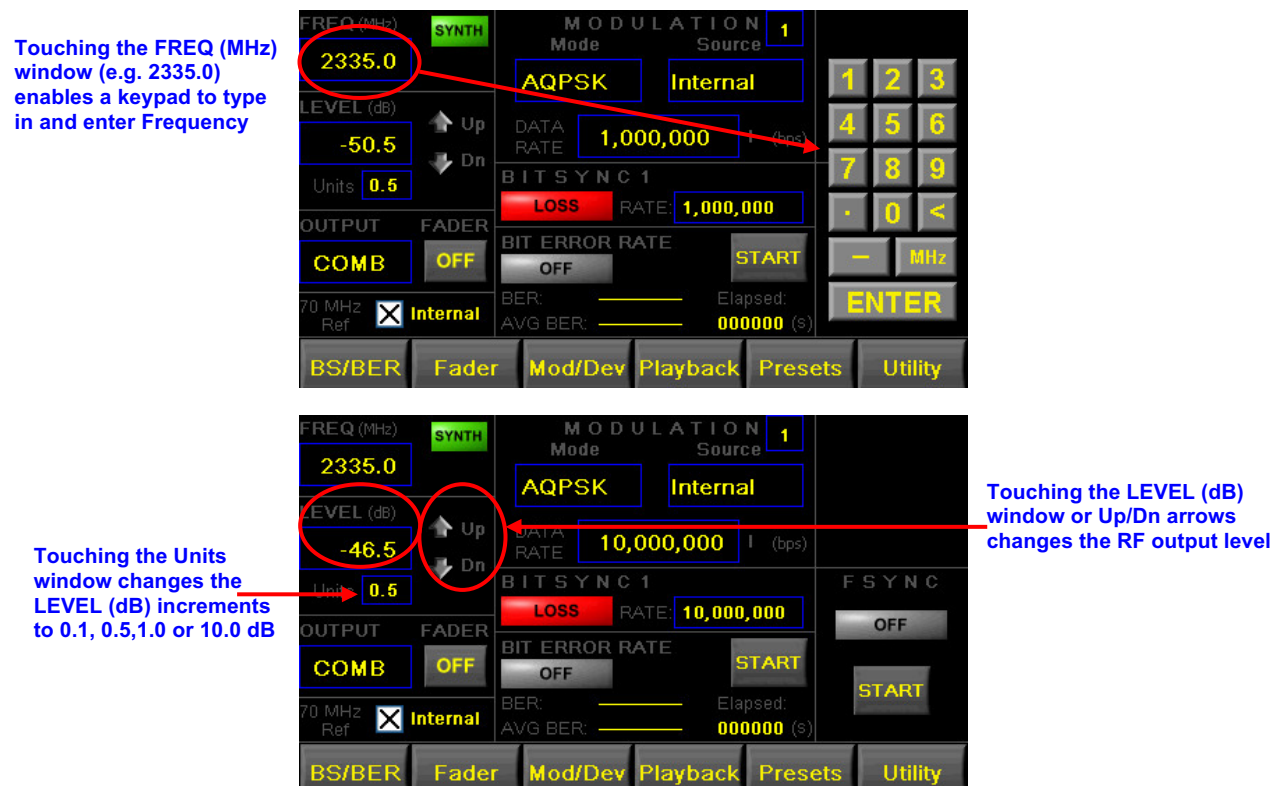 Touching the FREQ (MHz)
window (e.g. 2335.0)
enables a keypad to type
in and enter Frequency
FREQ (MHz)
SYNTH
2335.0
LEVEL (dB)
-50.5
Up
Dn
Units 0.5
OUTPUT FADER
COMB OFF
70 MHz
Ref
Internal
MODULATION 1
Mode Source
AQPSK Internal
DATA
RATE
1,000,000 I (bps)
BITSYNC1
LOSS RATE: 1,000,000
BIT ERROR RATE
OFF START
BER: Elapsed:
AVG BER: 000000 (s)
1 2 3
4 5 6
7 8 9
. 0 <
– MHz
ENTER
BS/BER Fader Mod/Dev Playback Presets Utility
Touching the Units
window changes the
LEVEL (dB) increments
to 0.1, 0.5,1.0 or 10.0 dB
FREQ (MHz)
SYNTH
2335.0
LEVEL (dB)
-46.5
Up
Dn
Units 0.5
OUTPUT FADER
COMB OFF
70 MHz
Ref
Internal
MODULATION 1
Mode Source
AQPSK Internal
DATA
RATE
10,000,000 I (bps)
BITSYNC1
LOSS RATE: 10,000,000
BIT ERROR RATE
OFF START
BER: Elapsed:
AVG BER: 000000 (s)
FSYNC
OFF
START
BS/BER Fader Mod/Dev Playback Presets Utility
Touching the LEVEL (dB)
window or Up/Dn arrows
changes the RF output level